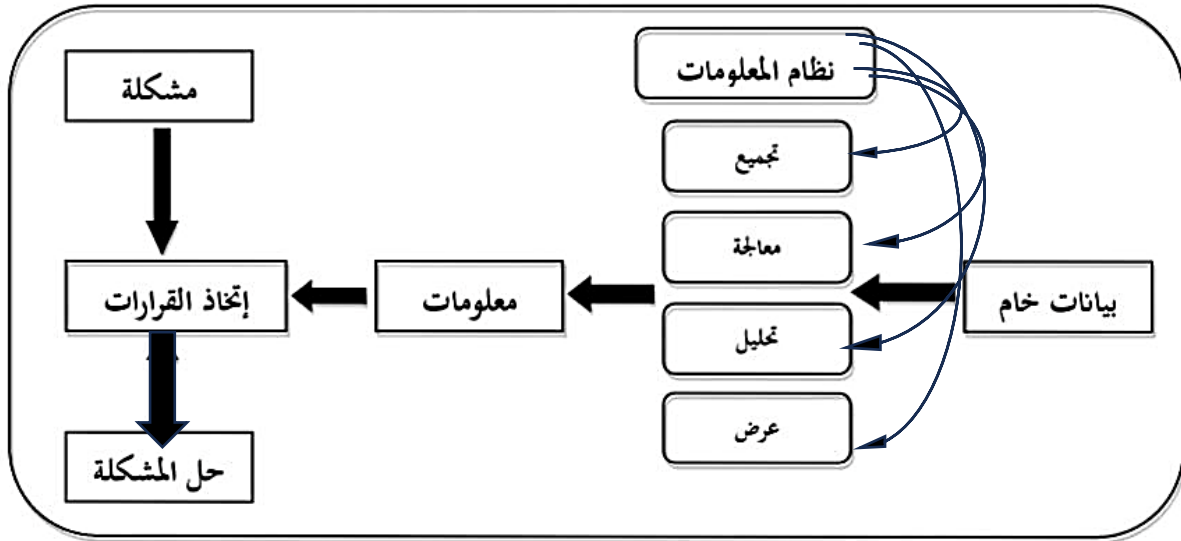 نظام المعلومات
مشكلة
تجميع
معالجة
بيانات خام
معلومات
إتخاذ القرارات
تحليل
عرض
حل المشكلة